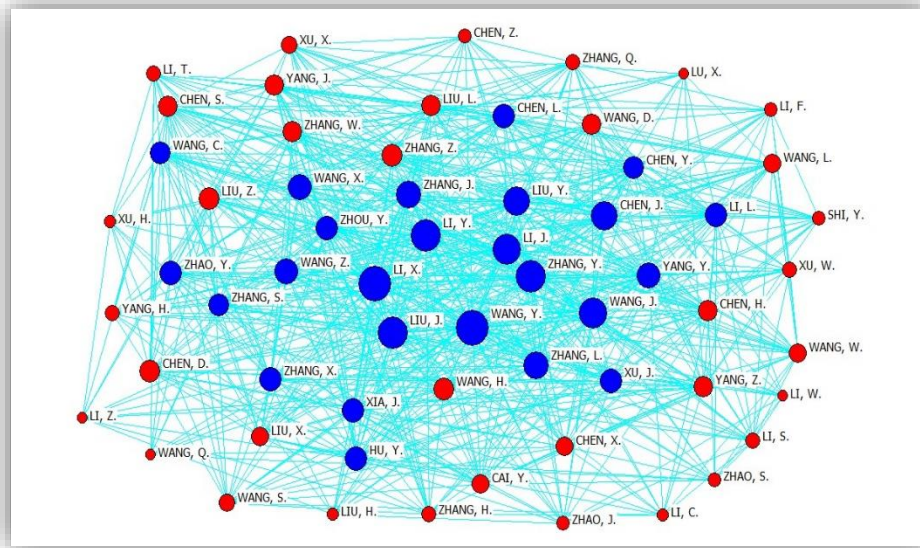 CHEN, Z.
XU, X.
ZHANG, Q.
LI, T.
LU, X.
YANG, J.
CHEN, S.
LIU, L.
LI, F.
CHEN, L.
WANG, D.
ZHANG, W.
WANG, C.
ZHANG, Z.
WANG, L.
CHEN, Y.
WANG, X.
ZHANG, J.
LIU, Y.
LIU, Z.
CHEN, J.
LI, L.
SHI, Y.
XU, H.
ZHOU, Y.
LI, Y.
LI, J.
ZHAO, Y.
WANG, Z.
LI, X.
ZHANG, Y.
YANG, Y.
XU, W.
ZHANG, S.
YANG, H.
WANG, J.
CHEN, H.
LIU, J.
WANG, Y.
WANG, W.
ZHANG, L.
CHEN, D.
ZHANG, X.
XU, J.
WANG, H.
YANG, Z.
LI, W.
XIA, J.
LI, Z.
LIU, X.
LI, S.
CHEN, X.
WANG, Q.
HU, Y.
CAI, Y.
ZHAO, S.
WANG, S.
LIU, H.
ZHANG, H.
LI, C.
ZHAO, J.